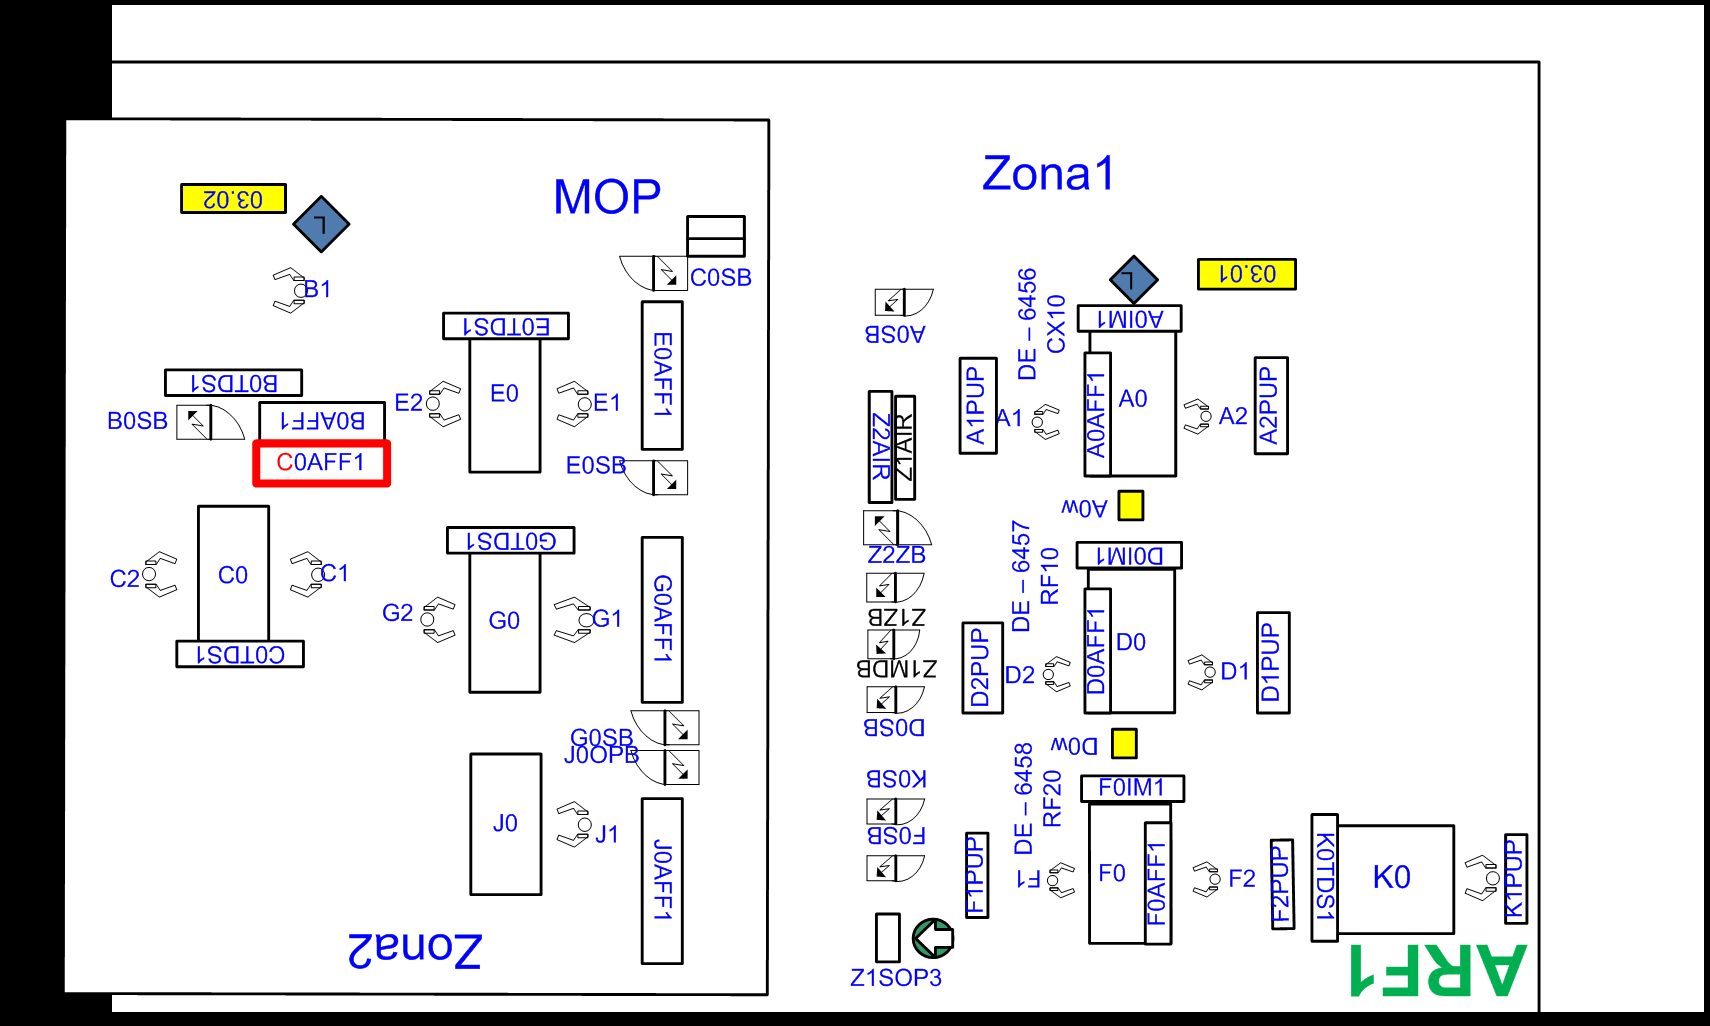 Zona1
MOP
03.02
L
B1
C0SB
E0TDS1
E0AFF1
B0TDS1
B0SB
B0AFF1
C0AFF1
E2
E0
E1
E0SB
C2
C0
C1
C0TDS1
G0TDS1
G2
G0
G1
G0AFF1
G0SB
J0OPB
J0
J1
J0AFF1
Zona2
A0SB
DE – 6456
CX10
L
03.01
A0IM1
A1PUP
A1
A0AFF1
A0
A2
A2PUP
Z2AIR
Z1AIR
A0w
Z2ZB
Z1ZB
Z1MDB
D0SB
DE – 6457
RF10
D0IM1
D2PUP
D2
D0AFF1
D0
D1
D1PUP
D0w
K0SB
F0SB
DE – 6458
RF20
F0IM1
F1PUP
F1
F0
F0AFF1
F2
F2PUP
K0TDS1
K0
K1PUP
Z1SOP3
ARF1